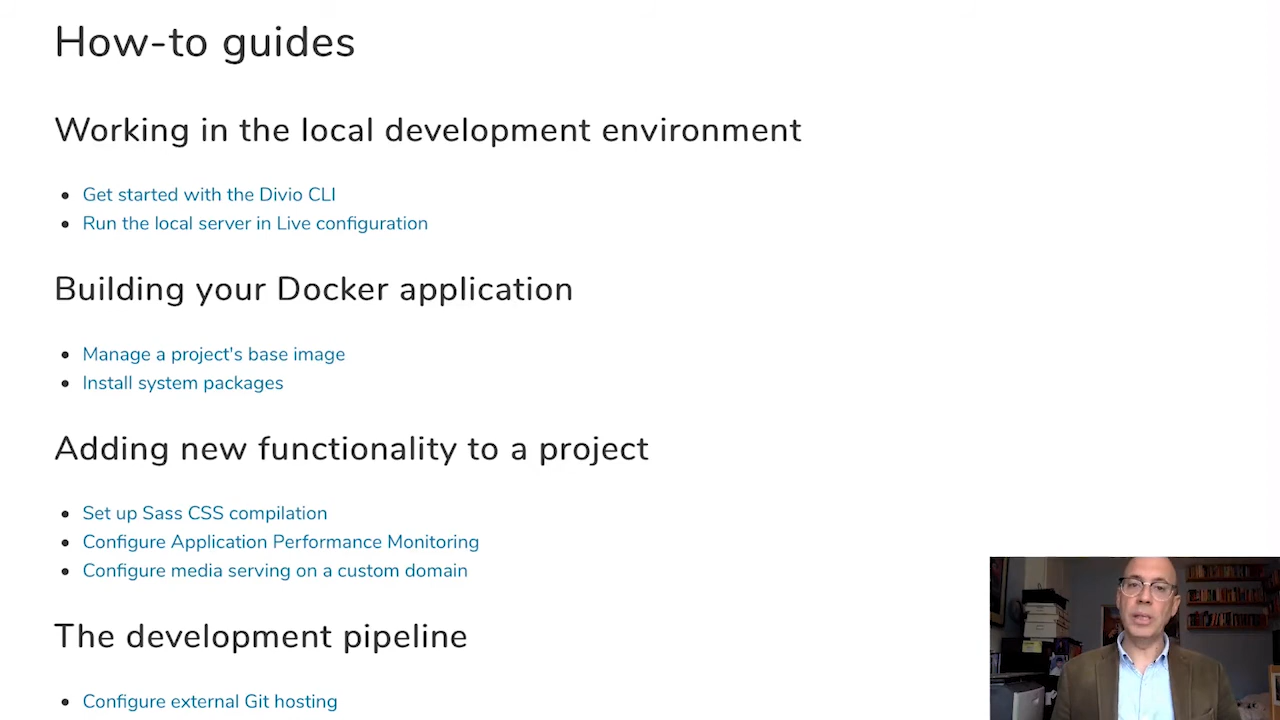 How-to guides
Working in the local development environment
Get started with the Divio CLI
Run the local server in Live configuration
Building your Docker application
Manage a project's base image
Install system packages
Adding new functionality to a project
Set up Sass CSS compilation
Configure Application Performance Monitoring
Configure media serving on a custom domain
The development pipeline
Configure external Git hosting